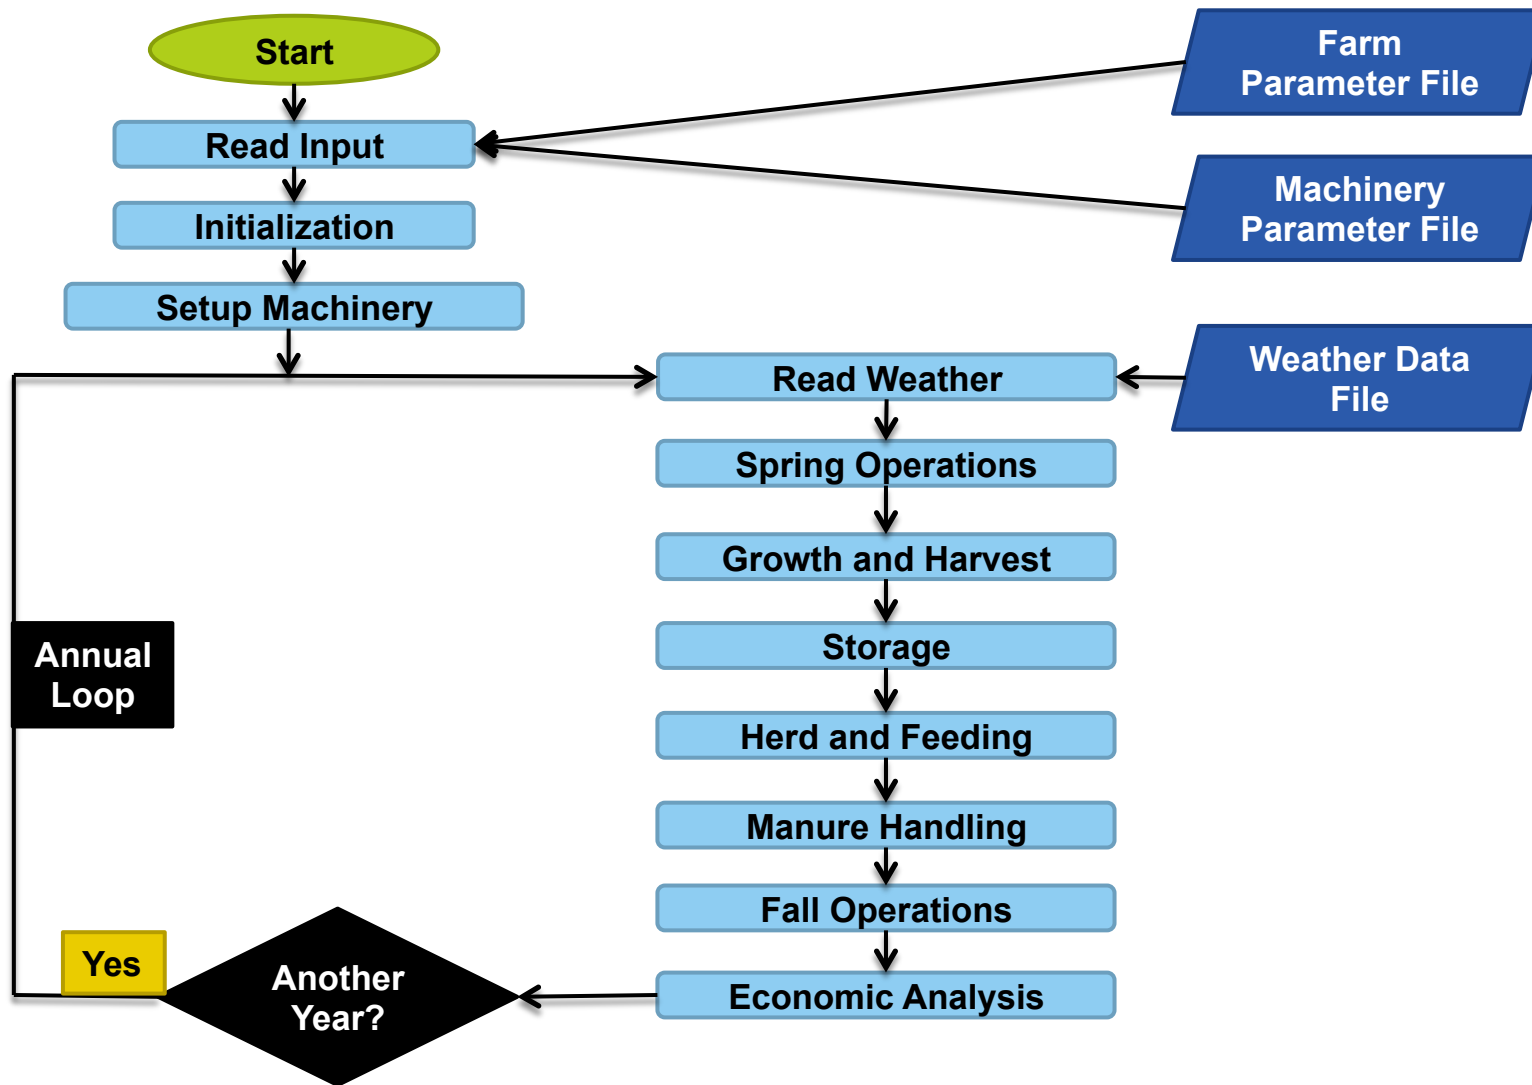 Start
Farm
Parameter File
Read Input
Machinery
Parameter File
Initialization
Setup Machinery
Read Weather
Weather Data
File
Spring Operations
Growth and Harvest
Storage
Annual
Loop
Herd and Feeding
Manure Handling
Fall Operations
Yes
Another
Year?
Economic Analysis